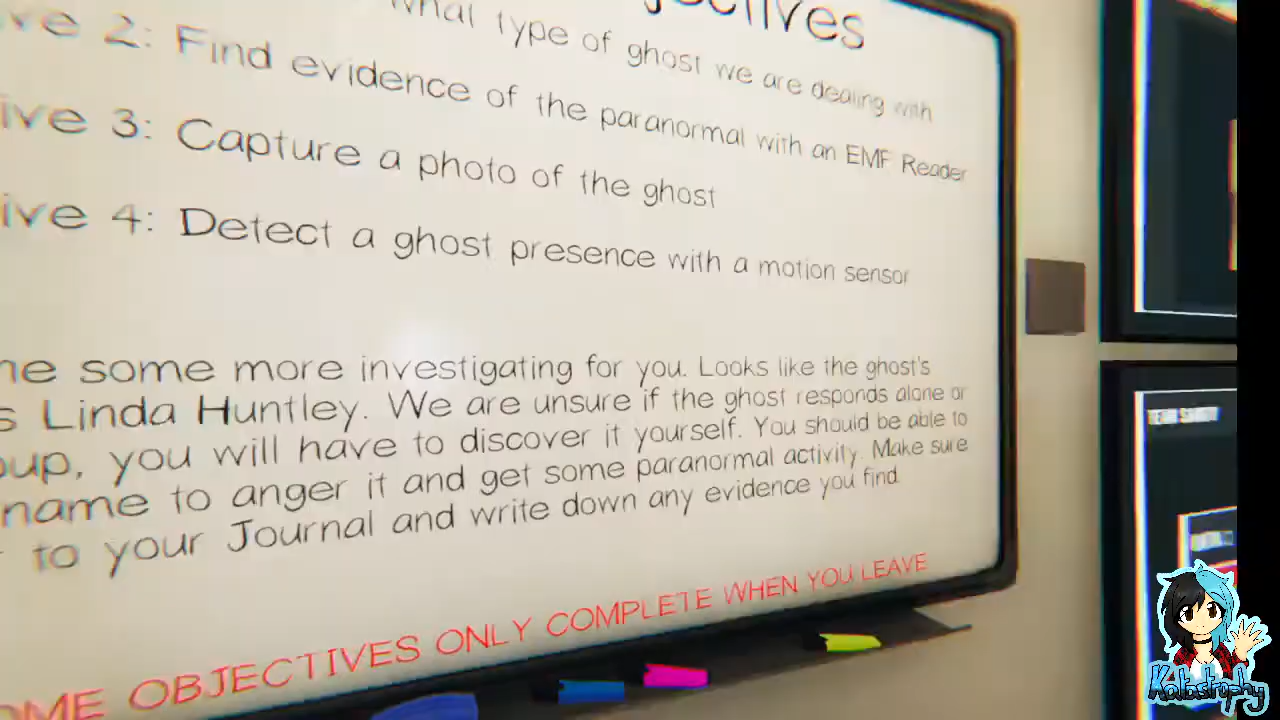 jectives
what type of ghost we are dealing with
ive 2: Find evidence of the paranormal with an EMF Reader
ive 3: Capture a photo of the ghost
ive 4: Detect a ghost presence with a motion sensor
ne some more investigating for you. Looks like the ghost's
s Linda Huntley. We are unsure if the ghost responds alone or
oup, you will have to discover it yourself. You should be able to
name to anger it and get some paranormal activity. Make sure
to your Journal and write down any evidence you find
OME OBJECTIVES ONLY COMPLETE WHEN YOU LEAVE
Katastrophy